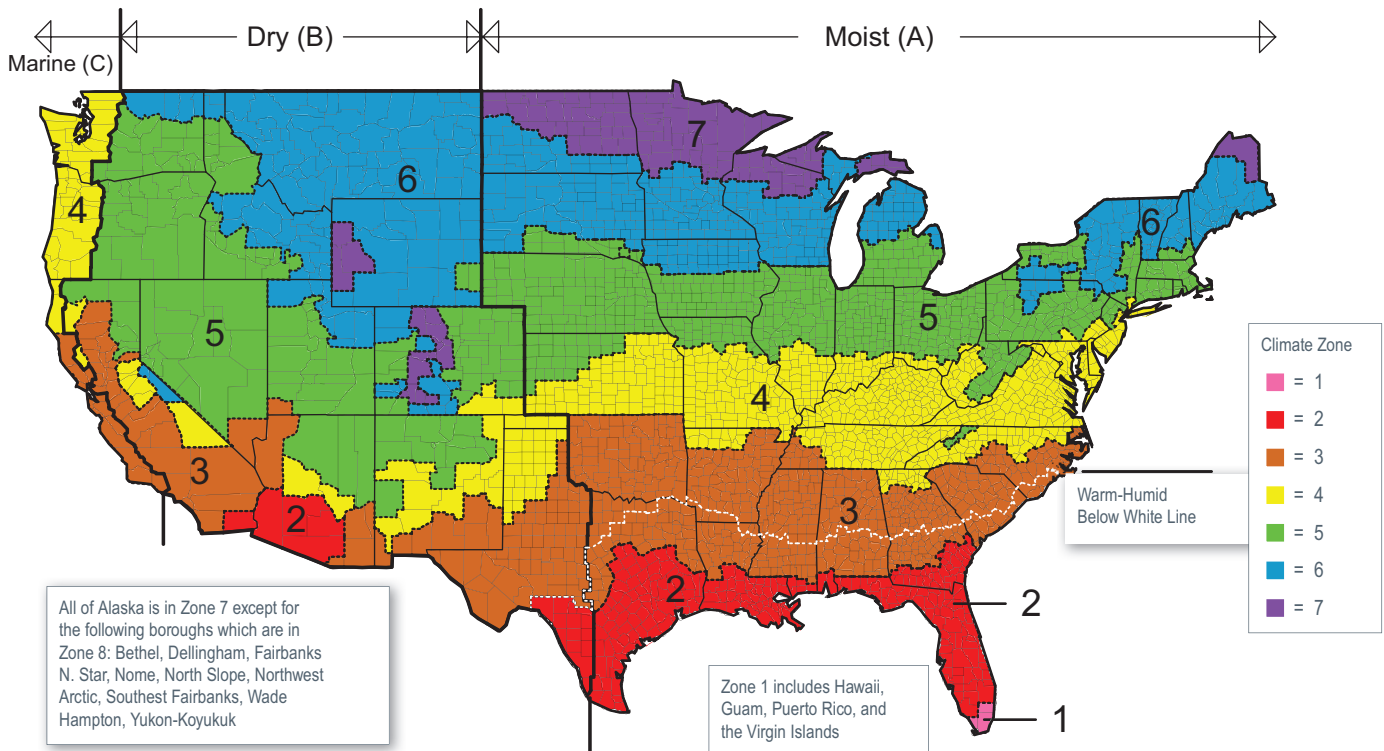 Marine (C)
Dry (B)
Moist (A)
7
6
6
4
5
5
4
3
3
2
2
2
1
Climate Zone
= 1
= 2
= 3
= 4
= 5
= 6
= 7
Warm-Humid
Below White Line
All of Alaska is in Zone 7 except for
the following boroughs which are in
Zone 8: Bethel, Dellingham, Fairbanks
N. Star, Nome, North Slope, Northwest
Arctic, Southest Fairbanks, Wade
Hampton, Yukon-Koyukuk
Zone 1 includes Hawaii,
Guam, Puerto Rico, and
the Virgin Islands